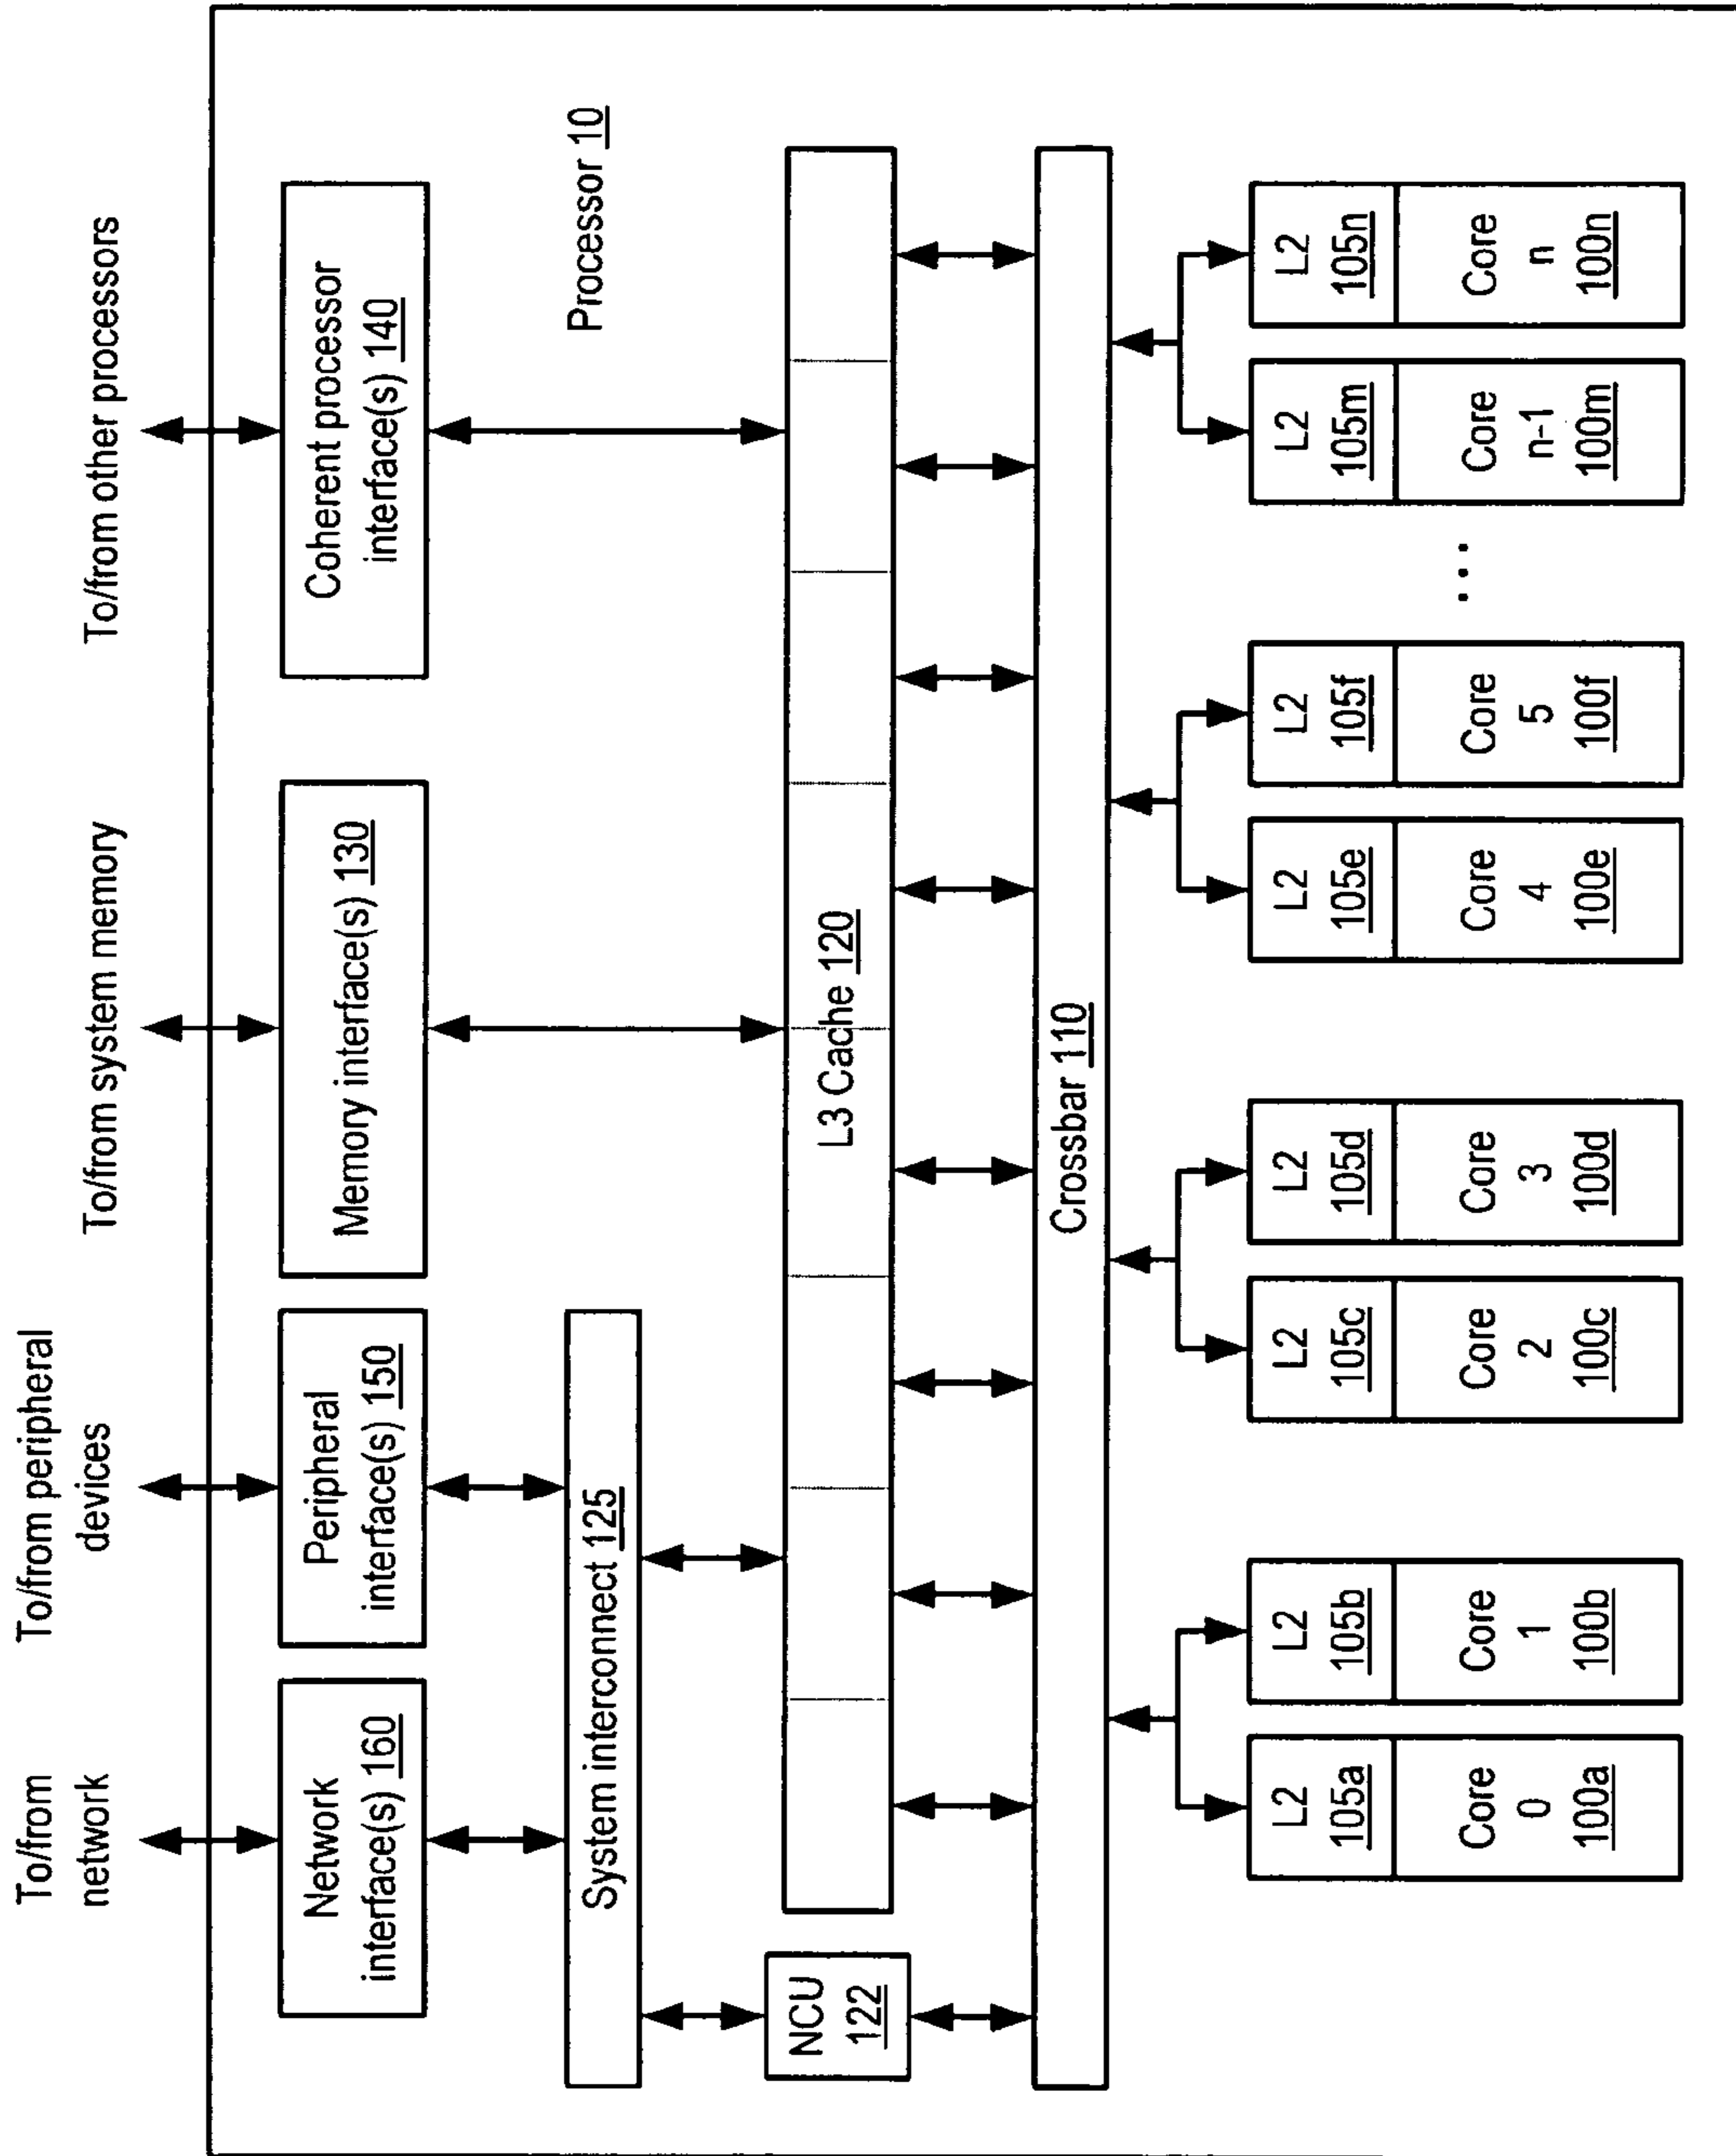 To/from
network
To/from peripheral
devices
To/from system memory
To/from other processors
Network
interface(s) 160
Peripheral
interface(s) 150
Memory interface(s) 130
Coherent processor
interface(s) 140
Processor 10
System interconnect 125
NCU
122
L3 Cache 120
Crossbar 110
L2
105a
Core
0
100a
L2
105b
Core
1
100b
L2
105c
Core
2
100c
L2
105d
Core
3
100d
L2
105e
Core
4
100e
L2
105f
Core
5
100f
...
L2
105m
Core
n-1
100m
L2
105n
Core
n
100n